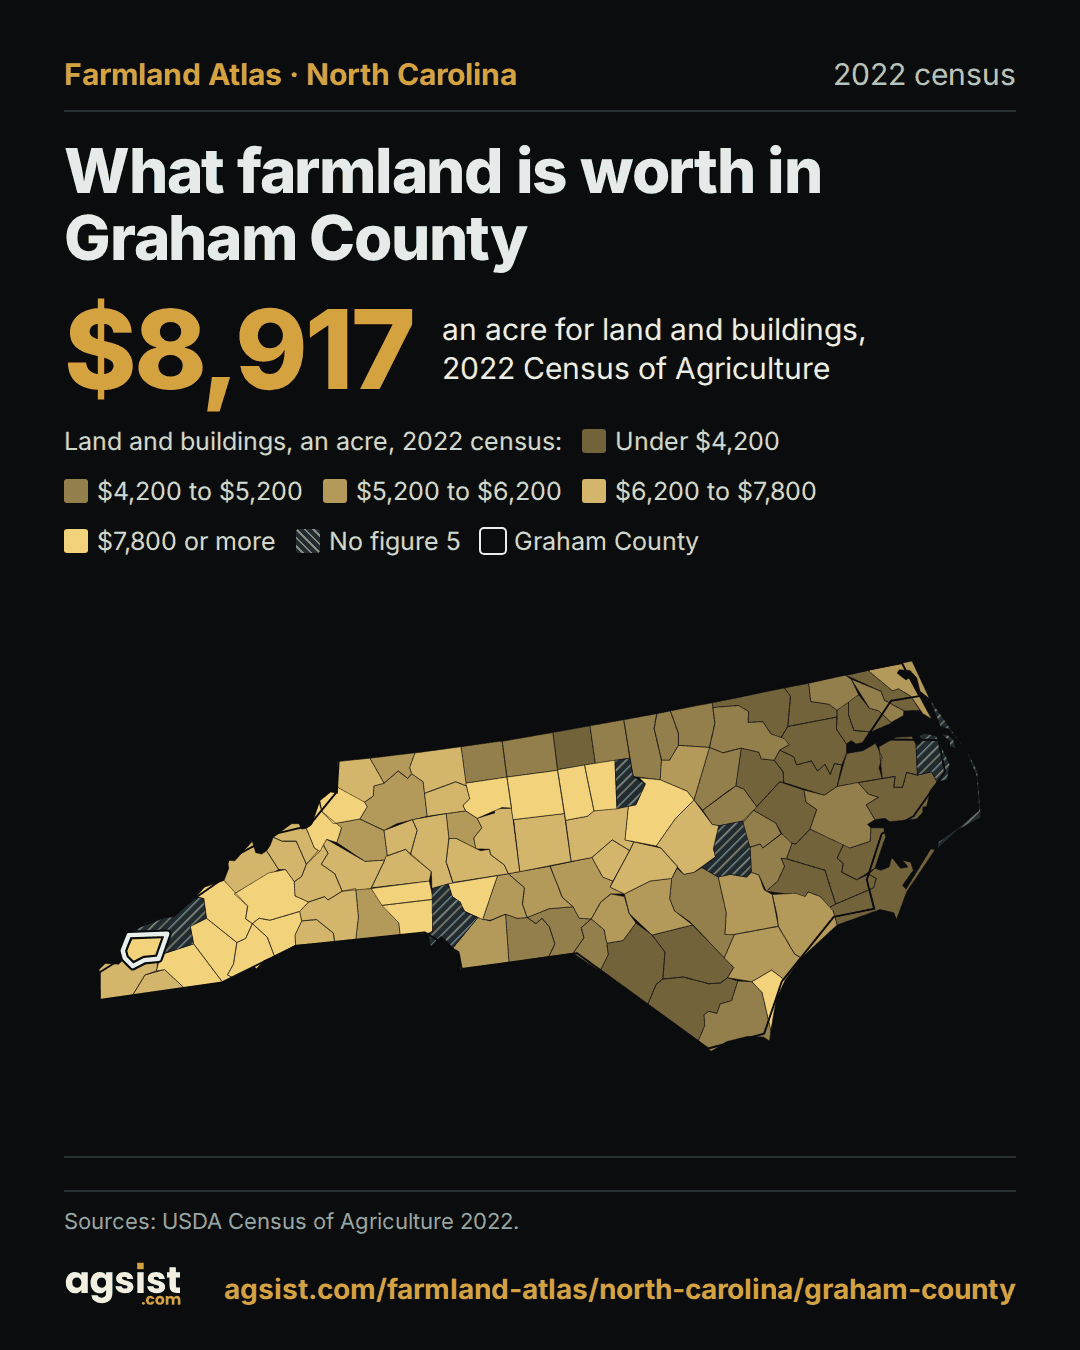 Farmland Atlas · North Carolina
2022 census
What farmland is worth in
Graham County
$8,917
an acre for land and buildings,
2022 Census of Agriculture
Land and buildings, an acre, 2022 census: Under $4,200
$4,200 to $5,200 $5,200 to $6,200 $6,200 to $7,800
$7,800 or more No figure 5 Graham County
Sources: USDA Census of Agriculture 2022.
agsist
.com
agsist.com/farmland-atlas/north-carolina/graham-county